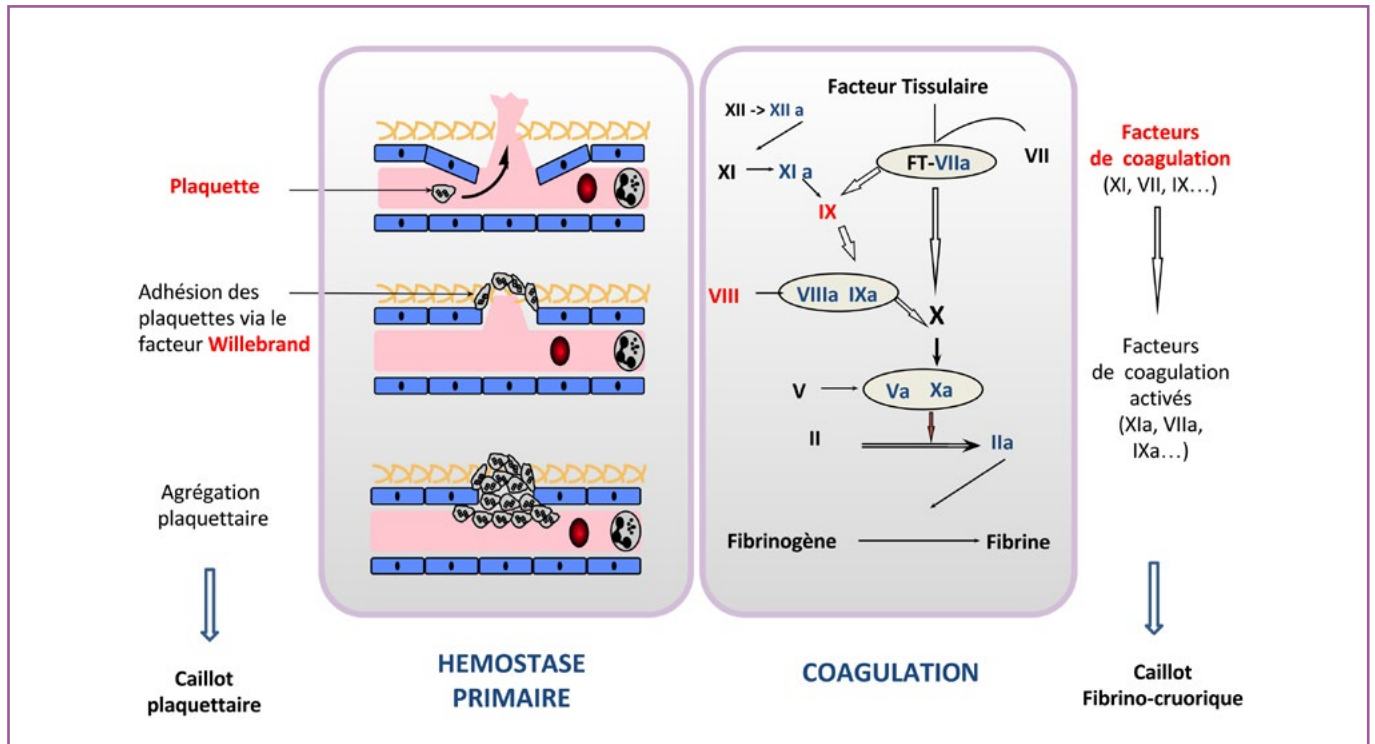 Plaquette
Adhésion des
plaquettes via le
facteur Willebrand
Agrégation
plaquettaire
Caillot
plaquettaire
HEMOSTASE
PRIMAIRE
Facteur Tissulaire
XII -> XII a
XI
XI a
FT-VIIa
VII
IX
VIII
VIIIa IXa
X
V
Va Xa
II
IIa
Fibrinogène
Fibrine
COAGULATION
Facteurs
de coagulation
(XI, VII, IX...)
Facteurs
de coagulation
activés
(XIa, VIIa,
IXa...)
Caillot
Fibrino-cruorique